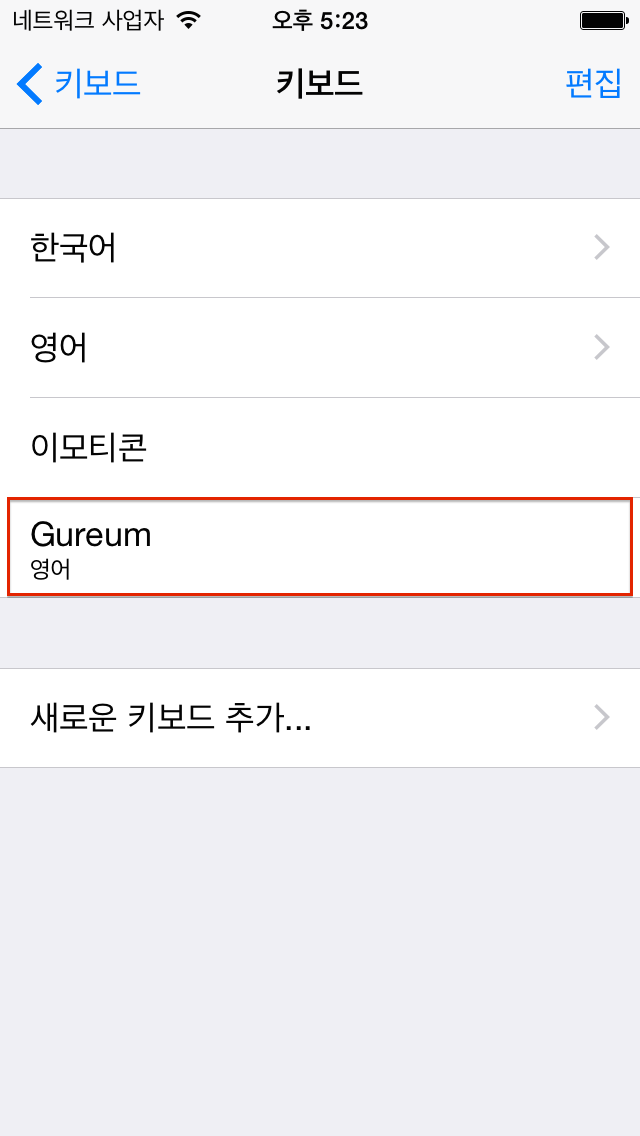 네트워크 사업자 오후 5:23
키보드 키보드 편집
한국어
영어
이모티콘
Gureum
영어
새로운 키보드 추가...